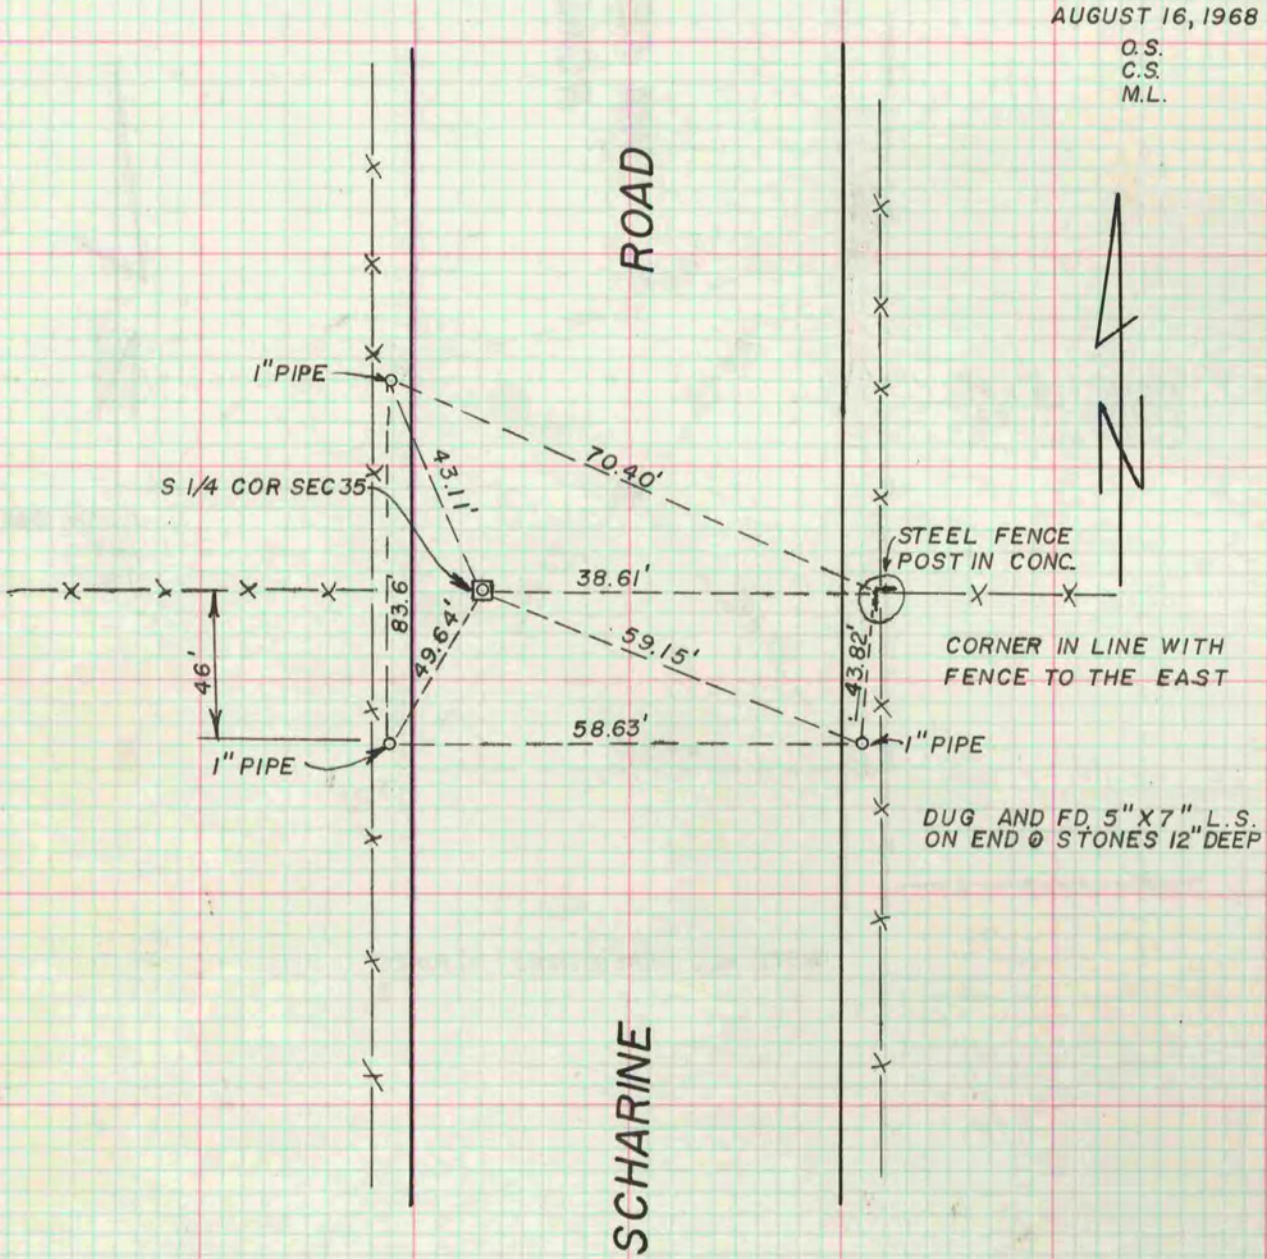 AUGUST 16, 1968
O.S.
C.S.
M.L.
ROAD
1" PIPE
70.40'
43.11'
S 1/4 COR SEC 35
STEEL FENCE
POST IN CONC.
38.61'
83.6
49.64'
59.15'
43.82'
46'
CORNER IN LINE WITH
FENCE TO THE EAST
58.63'
1" PIPE
1" PIPE
DUG AND FD. 5" X 7" L.S.
ON END @ STONES 12" DEEP
SCHARINE
N